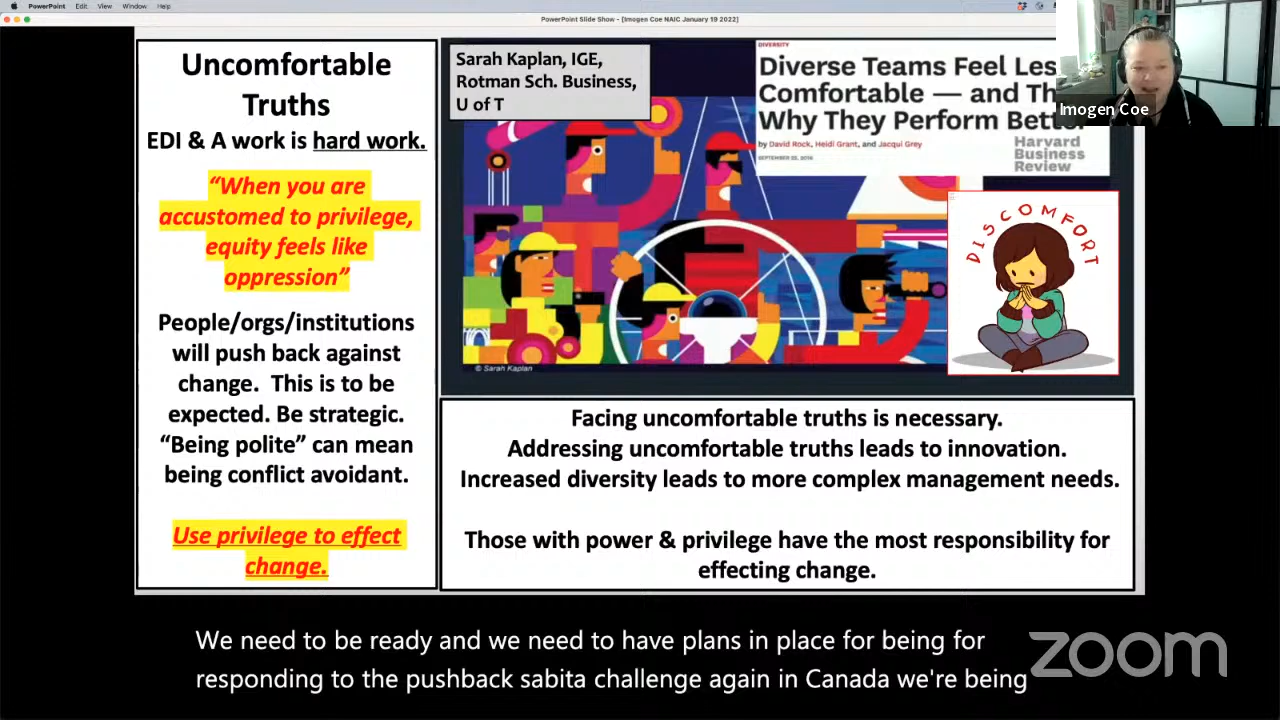 PowerPoint Edit View Window Help
PowerPoint Slide Show - [Imogen Coe NAIC January 19 2022]
Uncomfortable
Truths
EDI & A work is hard work.
“When you are
accustomed to privilege,
equity feels like
oppression”
People/orgs/institutions
will push back against
change. This is to be
expected. Be strategic.
“Being polite” can mean
being conflict avoidant.
Use privilege to effect
change.
Sarah Kaplan, IGE,
Rotman Sch. Business,
U of T
DIVERSITY
Diverse Teams Feel Les
Comfortable — and Th
Why They Perform Better
by David Rock, Heidi Grant, and Jacqui Grey
Harvard
Business
Review
DISCOMFORT
© Sarah Kaplan
Imogen Coe
Facing uncomfortable truths is necessary.
Addressing uncomfortable truths leads to innovation.
Increased diversity leads to more complex management needs.
Those with power & privilege have the most responsibility for
effecting change.
We need to be ready and we need to have plans in place for being for
responding to the pushback sabita challenge again in Canada we're being
zoom